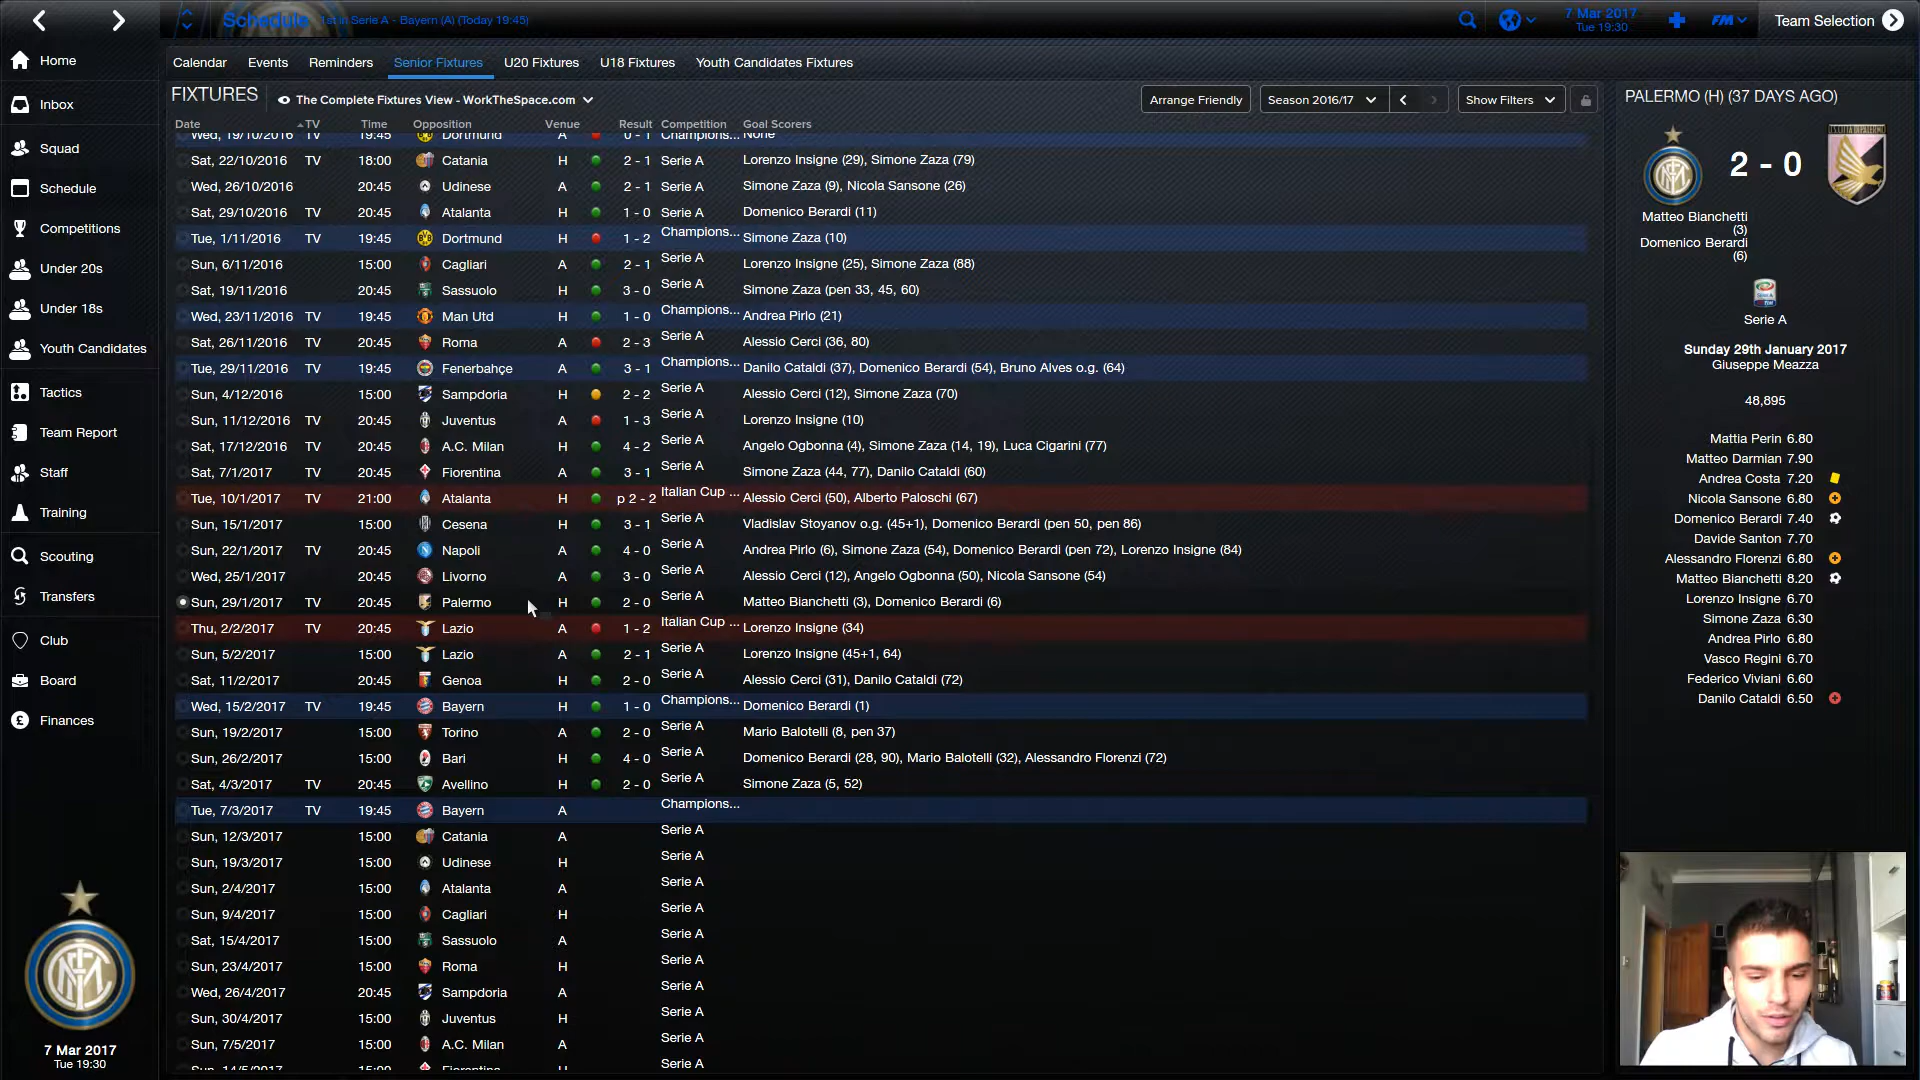 Schedule 1st in Serie A - Bayern (A) (Today 19:45)
7 Mar 2017
Tue 19:30
FM
Team Selection
Home
Inbox
Squad
Schedule
Competitions
Under 20s
Under 18s
Youth Candidates
Tactics
Team Report
Staff
Training
Scouting
Transfers
Club
Board
Finances
7 Mar 2017
Tue 19:30
Calendar Events Reminders Senior Fixtures U20 Fixtures U18 Fixtures Youth Candidates Fixtures
FIXTURES The Complete Fixtures View - WorkTheSpace.com Arrange Friendly Season 2016/17 Show Filters
Date TV Time Opposition Venue Result Competition Goal Scorers
Wed, 19/10/2016 19:45 Dortmund A 0 - 1 Champions... None
Sat, 22/10/2016 TV 18:00 Catania H 2 - 1 Serie A Lorenzo Insigne (29), Simone Zaza (79)
Wed, 26/10/2016 20:45 Udinese A 2 - 1 Serie A Simone Zaza (9), Nicola Sansone (26)
Sat, 29/10/2016 TV 20:45 Atalanta H 1 - 0 Serie A Domenico Berardi (11)
Tue, 1/11/2016 TV 19:45 Dortmund H 1 - 2 Champions... Simone Zaza (10)
Sun, 6/11/2016 15:00 Cagliari A 2 - 1 Serie A Lorenzo Insigne (25), Simone Zaza (88)
Sat, 19/11/2016 20:45 Sassuolo H 3 - 0 Serie A Simone Zaza (pen 33, 45, 60)
Wed, 23/11/2016 TV 19:45 Man Utd H 1 - 0 Champions... Andrea Pirlo (21)
Sat, 26/11/2016 TV 20:45 Roma A 2 - 3 Serie A Alessio Cerci (36, 80)
Tue, 29/11/2016 TV 19:45 Fenerbahçe A 3 - 1 Champions... Danilo Cataldi (37), Domenico Berardi (54), Bruno Alves o.g. (64)
Sun, 4/12/2016 15:00 Sampdoria H 2 - 2 Serie A Alessio Cerci (12), Simone Zaza (70)
Sun, 11/12/2016 TV 20:45 Juventus A 1 - 3 Serie A Lorenzo Insigne (10)
Sat, 17/12/2016 TV 20:45 A.C. Milan H 4 - 2 Serie A Angelo Ogbonna (4), Simone Zaza (14, 19), Luca Cigarini (77)
Sat, 7/1/2017 TV 20:45 Fiorentina A 3 - 1 Serie A Simone Zaza (44, 77), Danilo Cataldi (60)
Tue, 10/1/2017 TV 21:00 Atalanta H p 2 - 2 Italian Cup ... Alessio Cerci (50), Alberto Paloschi (67)
Sun, 15/1/2017 15:00 Cesena H 3 - 1 Serie A Vladislav Stoyanov o.g. (45+1), Domenico Berardi (pen 50, pen 86)
Sun, 22/1/2017 TV 20:45 Napoli A 4 - 0 Serie A Andrea Pirlo (6), Simone Zaza (54), Domenico Berardi (pen 72), Lorenzo Insigne (84)
Wed, 25/1/2017 20:45 Livorno A 3 - 0 Serie A Alessio Cerci (12), Angelo Ogbonna (50), Nicola Sansone (54)
Sun, 29/1/2017 TV 20:45 Palermo H 2 - 0 Serie A Matteo Bianchetti (3), Domenico Berardi (6)
Thu, 2/2/2017 TV 20:45 Lazio A 1 - 2 Italian Cup ... Lorenzo Insigne (34)
Sun, 5/2/2017 15:00 Lazio A 2 - 1 Serie A Lorenzo Insigne (45+1, 64)
Sat, 11/2/2017 20:45 Genoa H 2 - 0 Serie A Alessio Cerci (31), Danilo Cataldi (72)
Wed, 15/2/2017 TV 19:45 Bayern H 1 - 0 Champions... Domenico Berardi (1)
Sun, 19/2/2017 15:00 Torino A 2 - 0 Serie A Mario Balotelli (8, pen 37)
Sun, 26/2/2017 15:00 Bari H 4 - 0 Serie A Domenico Berardi (28, 90), Mario Balotelli (32), Alessandro Florenzi (72)
Sat, 4/3/2017 TV 20:45 Avellino H 2 - 0 Serie A Simone Zaza (5, 52)
Tue, 7/3/2017 TV 19:45 Bayern A Champions...
Sun, 12/3/2017 15:00 Catania A Serie A
Sun, 19/3/2017 15:00 Udinese H Serie A
Sun, 2/4/2017 15:00 Atalanta A Serie A
Sun, 9/4/2017 15:00 Cagliari H Serie A
Sat, 15/4/2017 15:00 Sassuolo A Serie A
Sun, 23/4/2017 15:00 Roma H Serie A
Wed, 26/4/2017 20:45 Sampdoria A Serie A
Sun, 30/4/2017 15:00 Juventus H Serie A
Sun, 7/5/2017 15:00 A.C. Milan A Serie A
Sun, 14/5/2017 15:00 Fiorentina H Serie A
PALERMO (H) (37 DAYS AGO)
2 - 0
Matteo Bianchetti
(3)
Domenico Berardi
(6)
Serie A
Sunday 29th January 2017
Giuseppe Meazza
48,895
Mattia Perin 6.80
Matteo Darmian 7.90
Andrea Costa 7.20
Nicola Sansone 6.80
Domenico Berardi 7.40
Davide Santon 7.70
Alessandro Florenzi 6.80
Matteo Bianchetti 8.20
Lorenzo Insigne 6.70
Simone Zaza 6.30
Andrea Pirlo 6.80
Vasco Regini 6.70
Federico Viviani 6.60
Danilo Cataldi 6.50